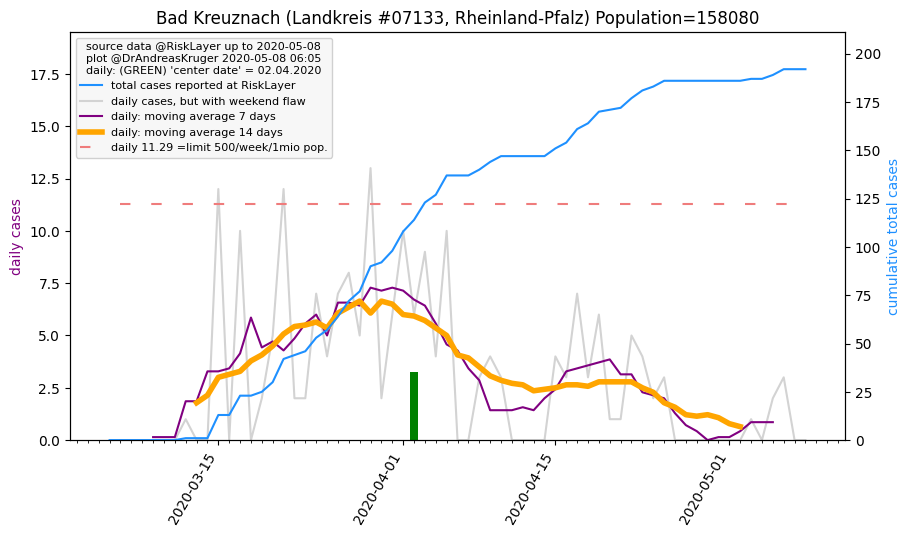 Bad Kreuznach (Landkreis #07133, Rheinland-Pfalz) Population=158080
source data @RiskLayer up to 2020-05-08
plot @DrAndreasKruger 2020-05-08 06:05
daily: (GREEN) 'center date' = 02.04.2020
total cases reported at RiskLayer
daily cases, but with weekend flaw
daily: moving average 7 days
daily: moving average 14 days
daily 11.29 =limit 500/week/1mio pop.
daily cases
17.5
15.0
12.5
10.0
7.5
5.0
2.5
0.0
cumulative total cases
200
175
150
125
100
75
50
25
0
2020-03-15
2020-04-01
2020-04-15
2020-05-01